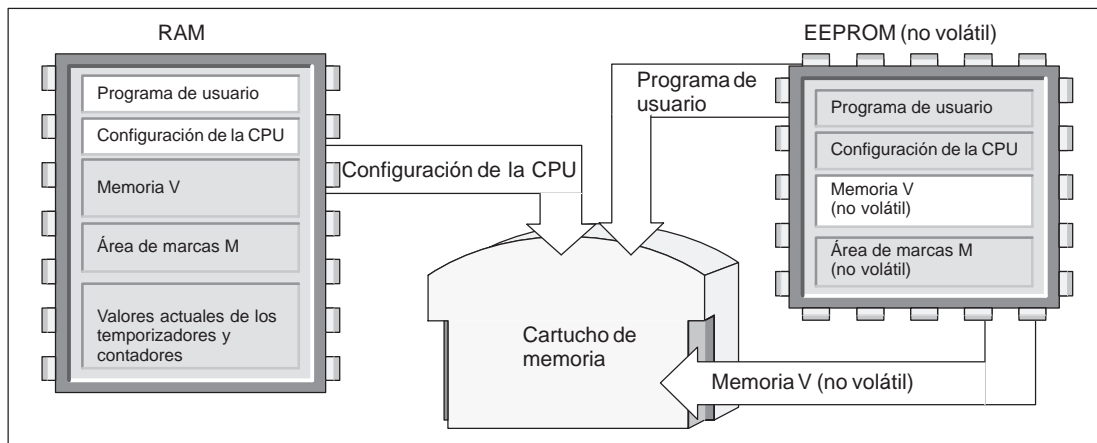 RAM
Programa de usuario
Configuración de la CPU
Memoria V
Área de marcas M
Valores actuales de los
temporizadores y
contadores
Configuración de la CPU
Programa de
usuario
EEPROM (no volátil)
Programa de usuario
Configuración de la CPU
Memoria V
(no volátil)
Área de marcas M
(no volátil)
Cartucho de
memoria
Memoria V (no volátil)